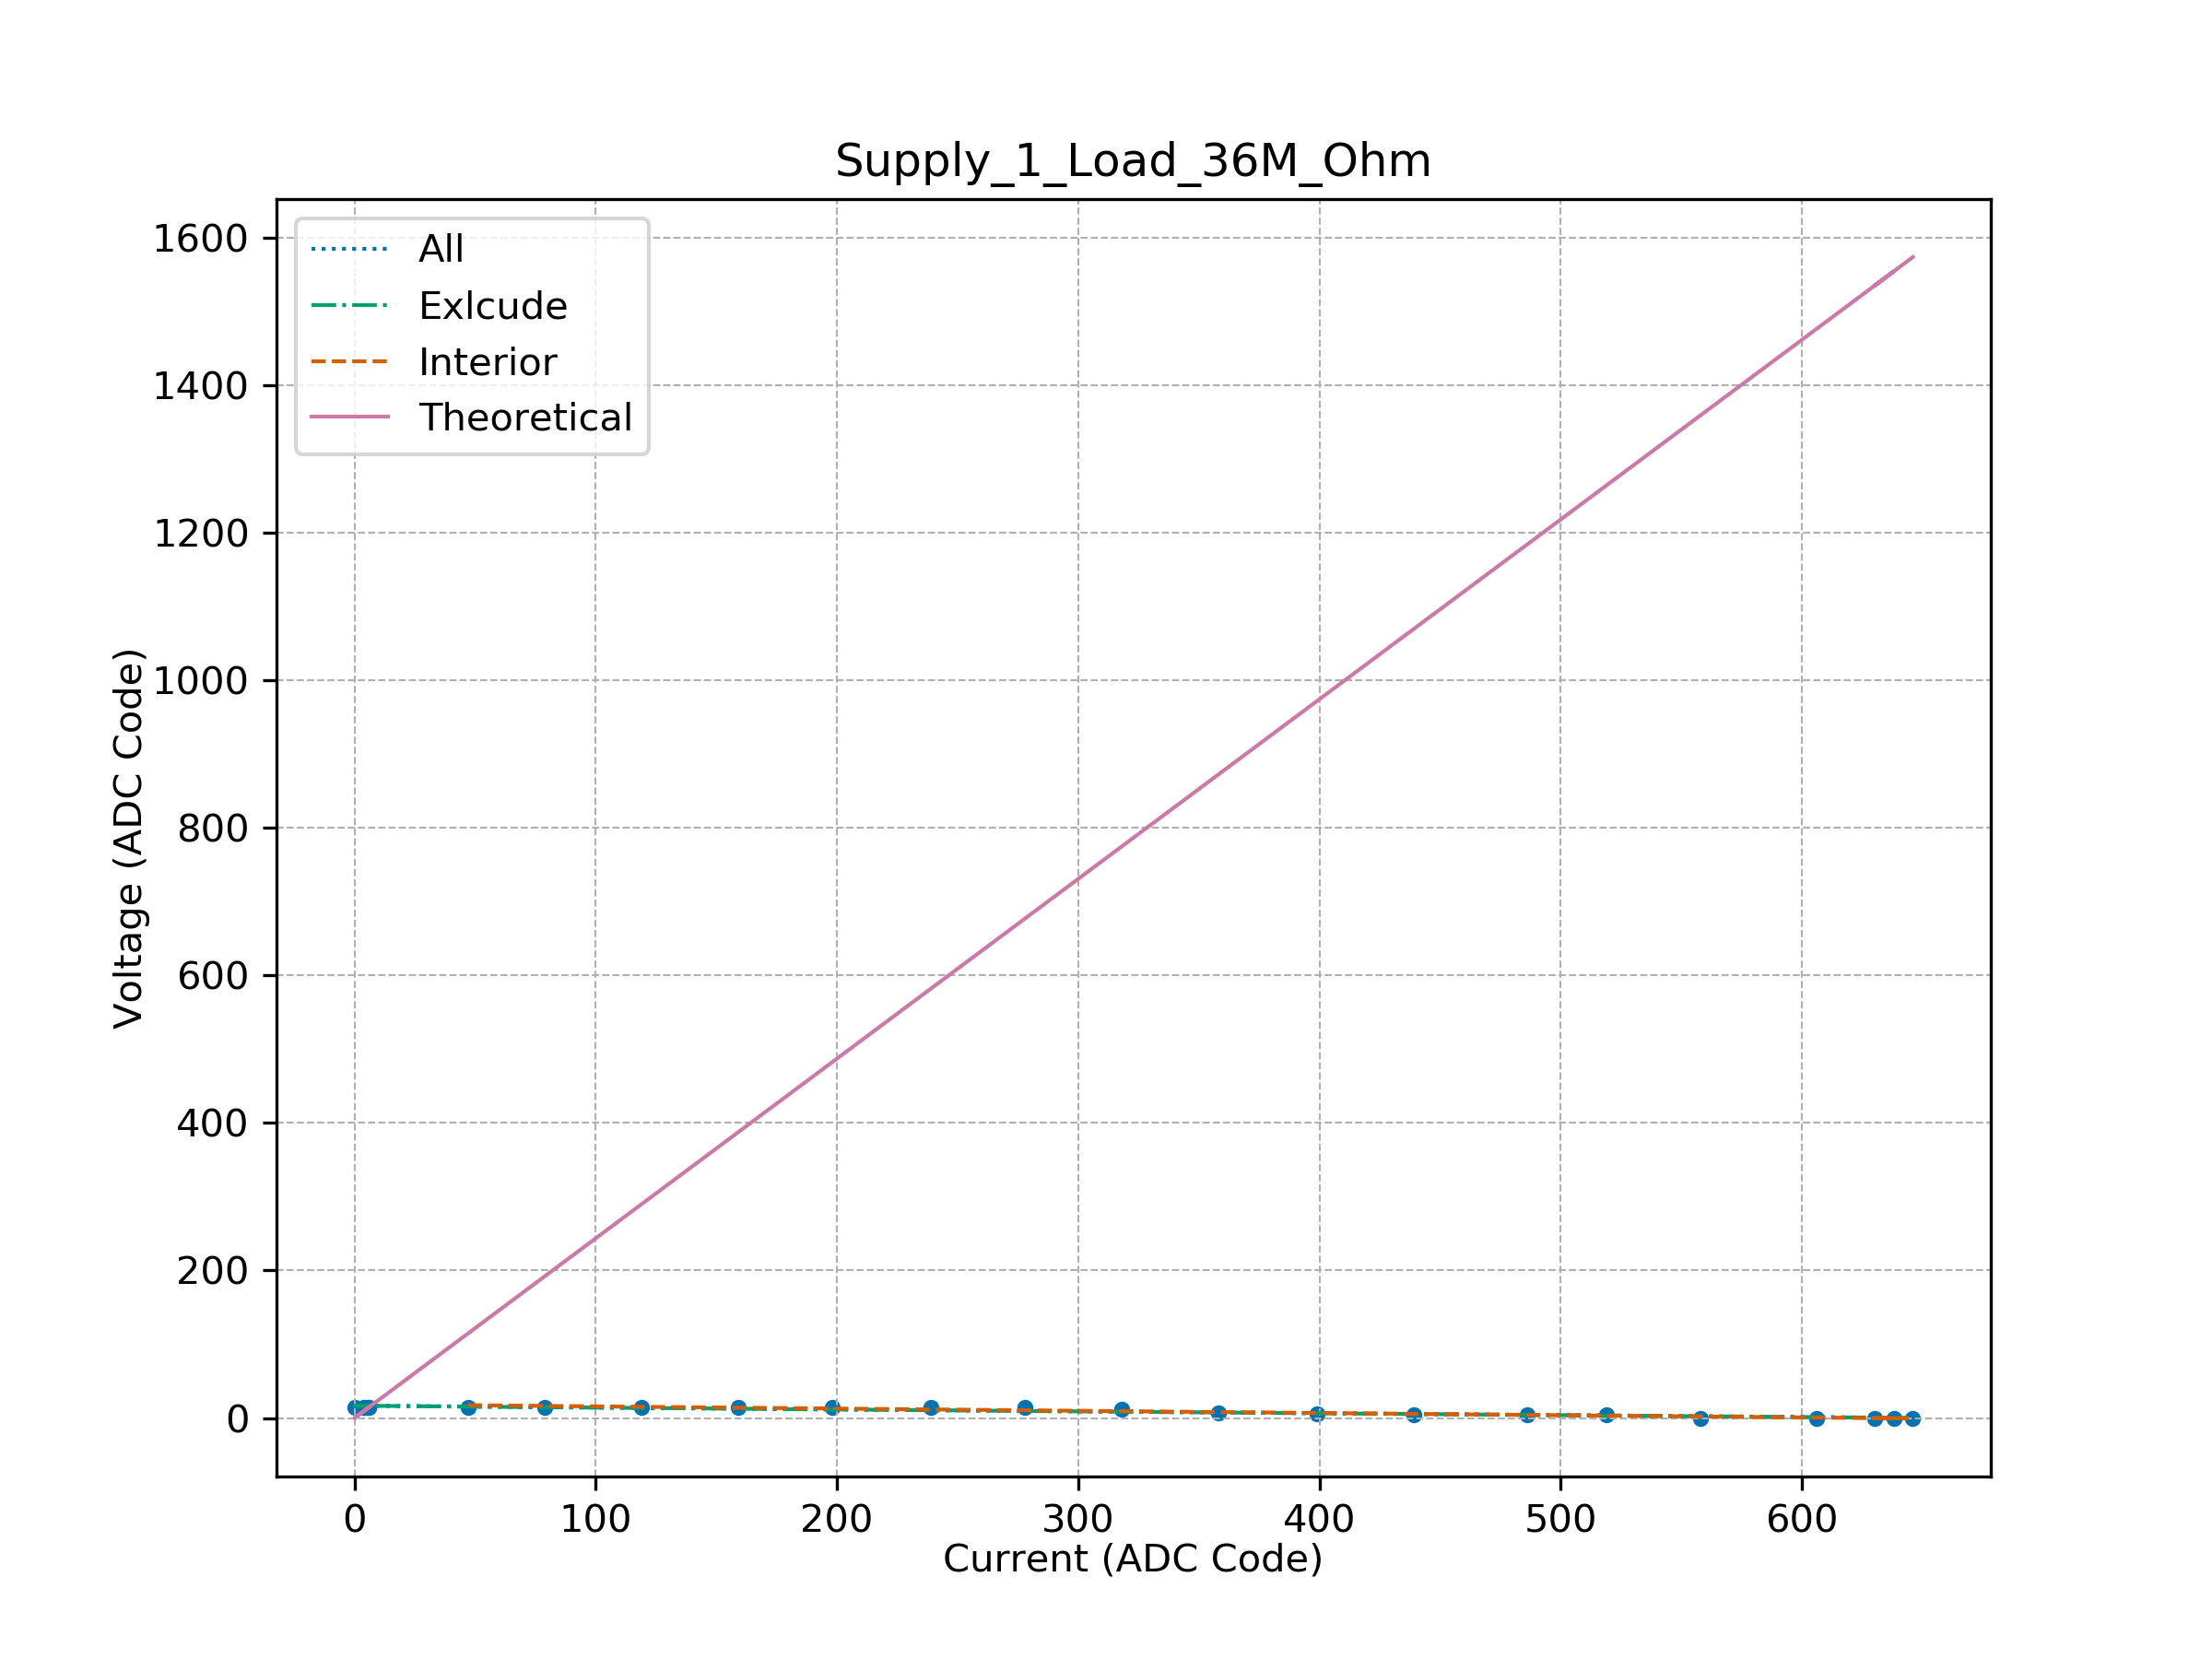 Supply_1_Load_36M_Ohm
All
Exlcude
Interior
Theoretical
1600
1400
1200
1000
800
600
400
200
0
Voltage (ADC Code)
0 100 200 300 400 500 600
Current (ADC Code)